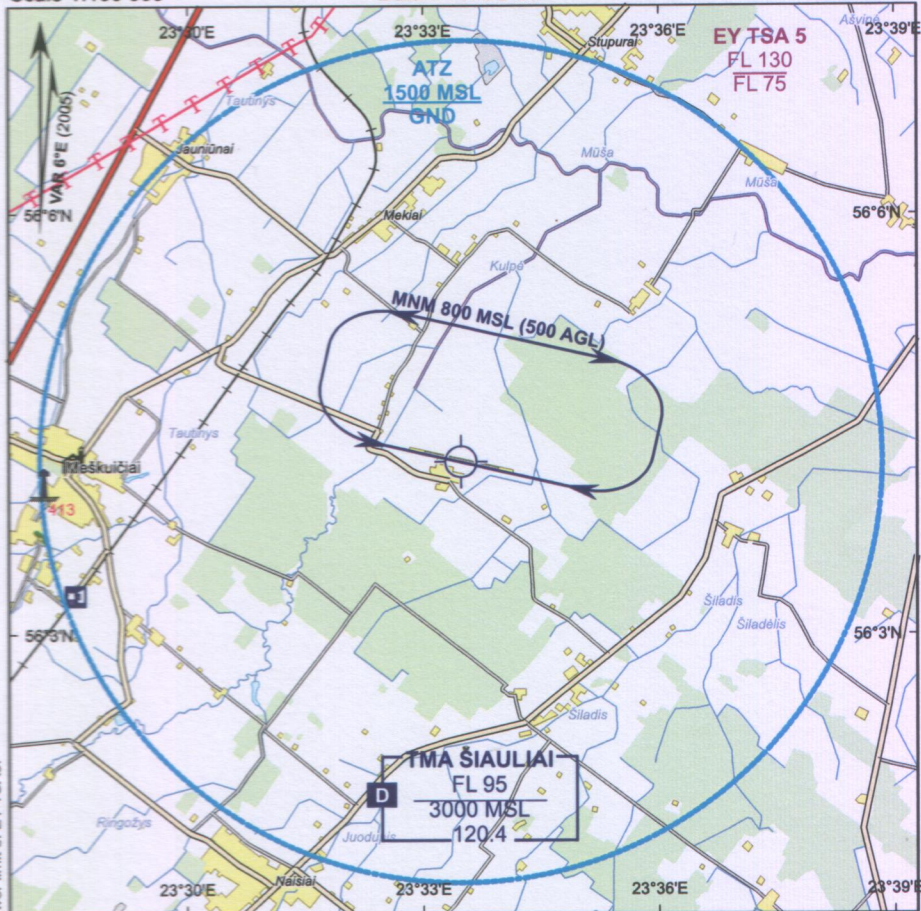 23°30'E
23°33'E
23°36'E
23°39'E
Ašvinė
Stupurai
EY TSA 5
FL 130
FL 75
ATZ
1500 MSL
GND
VAR 6°E (2005)
Tautinys
Jauniūnai
Mūša
Mūša
56°6'N
56°6'N
Mekiai
Kulpė
MNM 800 MSL (500 AGL)
Tautinys
Meškuičiai
413
Šiladis
Šiladėlis
56°3'N
56°3'N
Šiladis
TMA ŠIAULIAI
FL 95
D
3000 MSL
120.4
Ringožys
Juodupis
Naisiai
23°30'E
23°33'E
23°36'E
23°39'E